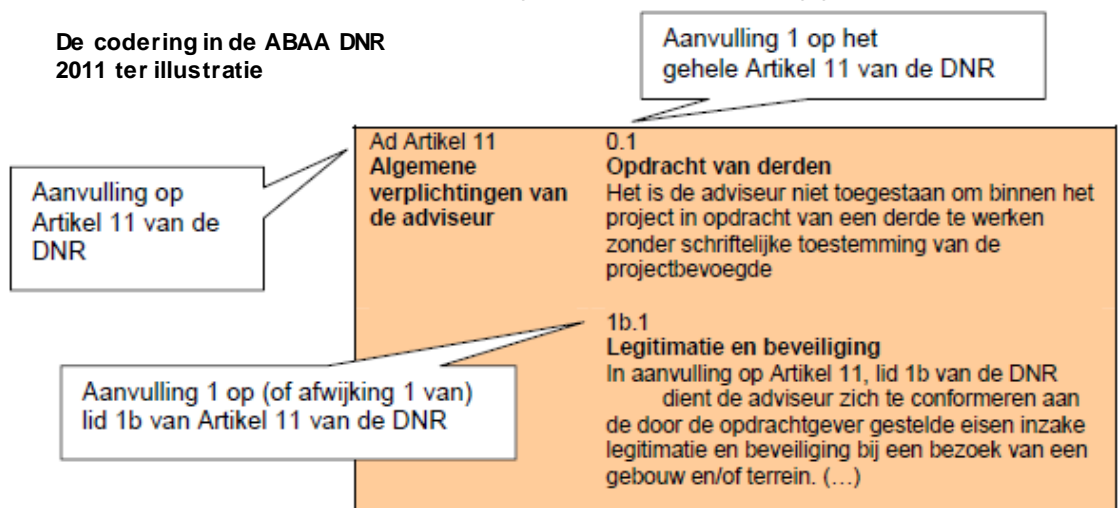 De codering in de ABAA DNR
2011 ter illustratie
Aanvulling 1 op het
gehele Artikel 11 van de DNR
Aanvulling op
Artikel 11 van de
DNR
Ad Artikel 11
Algemene
verplichtingen van
de adviseur
0.1
Opdracht van derden
Het is de adviseur niet toegestaan om binnen het
project in opdracht van een derde te werken
zonder schriftelijke toestemming van de
projectbevoegde
Aanvulling 1 op (of afwijking 1 van)
lid 1b van Artikel 11 van de DNR
1b.1
Legitimatie en beveiliging
In aanvulling op Artikel 11, lid 1b van de DNR
dient de adviseur zich te conformeren aan
de door de opdrachtgever gestelde eisen inzake
legitimatie en beveiliging bij een bezoek van een
gebouw en/of terrein. (…)